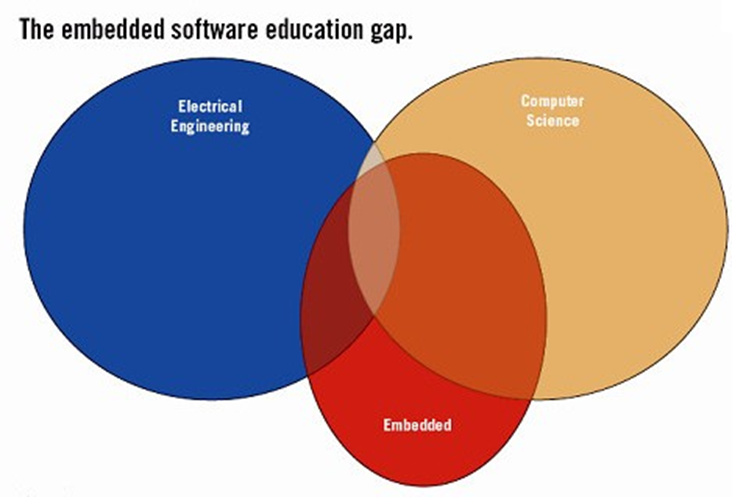 The embedded software education gap.
Electrical
Engineering
Computer
Science
Embedded